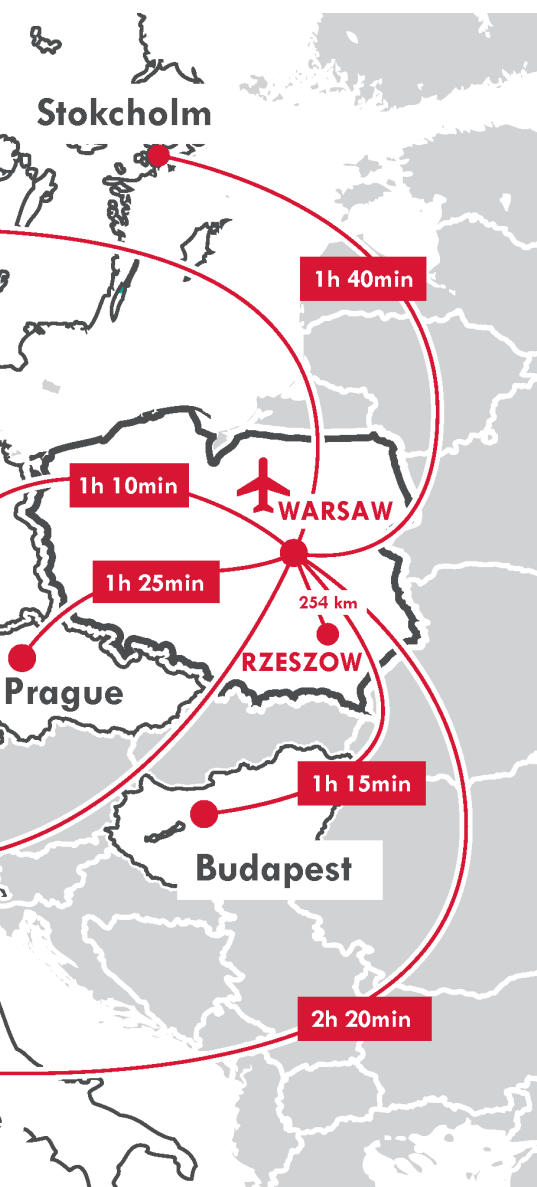 Stokcholm
1h 40min
1h 10min
WARSAW
1h 25min
254 km
RZESZOW
Prague
1h 15min
Budapest
2h 20min